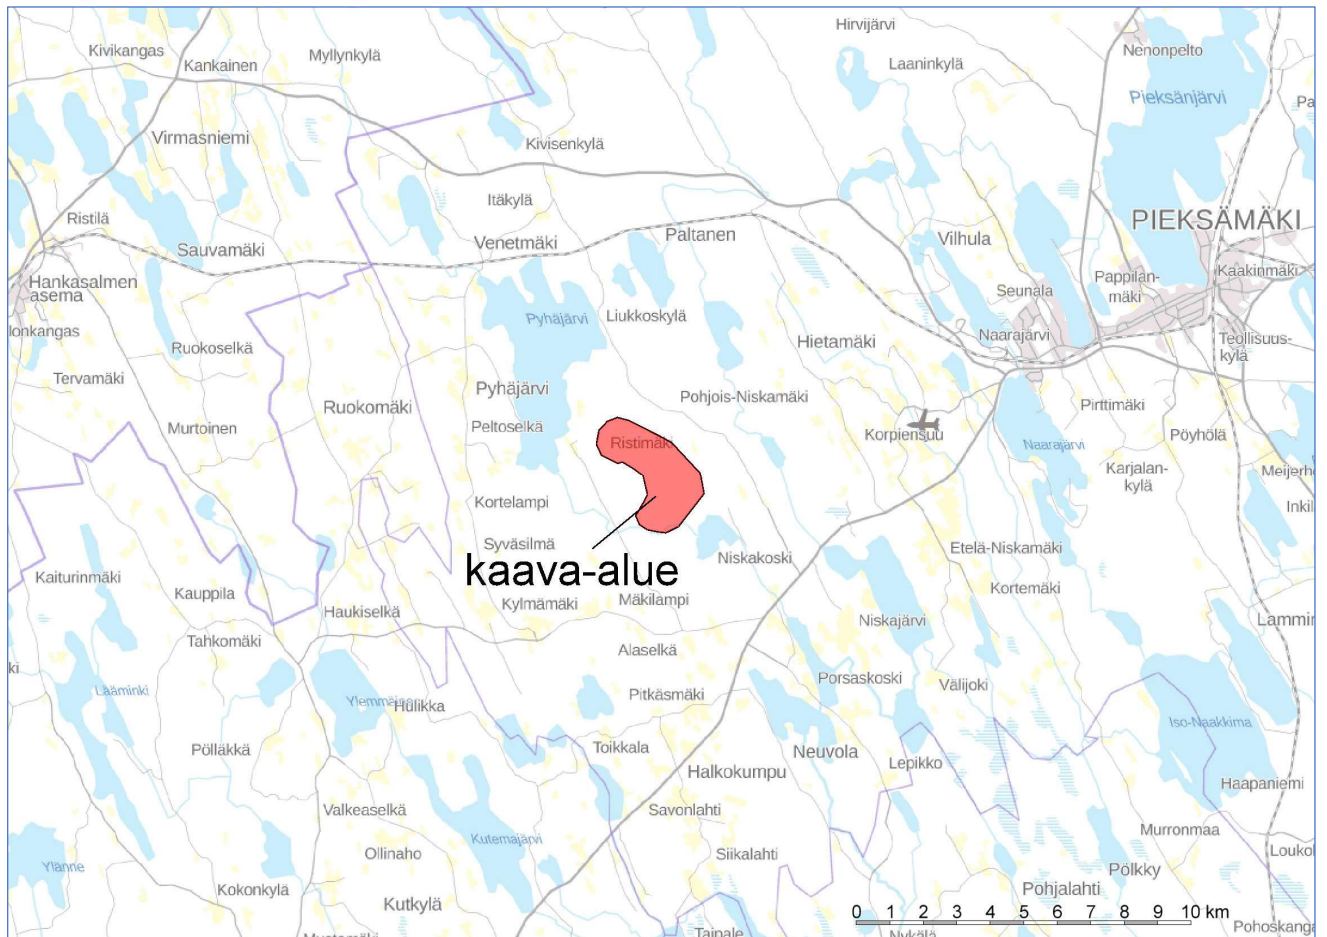 Hirvijärvi
Kivikangas
Myllynkylä
Nenonpelto
Kankainen
Laaninkylä
Pieksänjärvi
Virmasniemi
Kivisenkylä
Itäkylä
Ristilä
PIEKSÄMÄKI
Sauvamäki
Venetmäki
Paltanen
Vilhula
Hankasalmen
asema
Pappilan-
mäki
Kaakinmäki
Seunala
Pyhäjärvi
Liukkoskylä
Naarajärvi
Teollisuus-
kylä
Ruokoselkä
Hietamäki
Tervamäki
Pyhäjärvi
Pohjois-Niskamäki
Ruokomäki
Pirttimäki
Murtoinen
Peltoselkä
Ristimäki
Korpiensuu
Naarajärvi
Pöyhölä
Karjalan-
kylä
Kortelampi
Syväsilmä
Etelä-Niskamäki
Niskakoski
kaava-alue
Kaiturinmäki
Kauppila
Haukiselkä
Kylmämäki
Mäkilampi
Kortemäki
Niskajärvi
Tahkomäki
Alaselkä
Porsaskoski
Välijoki
Lääminki
Hülikka
Pitkäsmäki
Iso-Naakkima
Pölläkkä
Toikkala
Neuvola
Lepikko
Halkokumpu
Haapaniemi
Valkeaselkä
Savonlahti
Kutemajärvi
Murronmaa
Ylänne
Ollinaho
Siikalahti
Pölkky
Kokonkylä
Kutkylä
Pohjalahti
0 1 2 3 4 5 6 7 8 9 10 km
Taipale